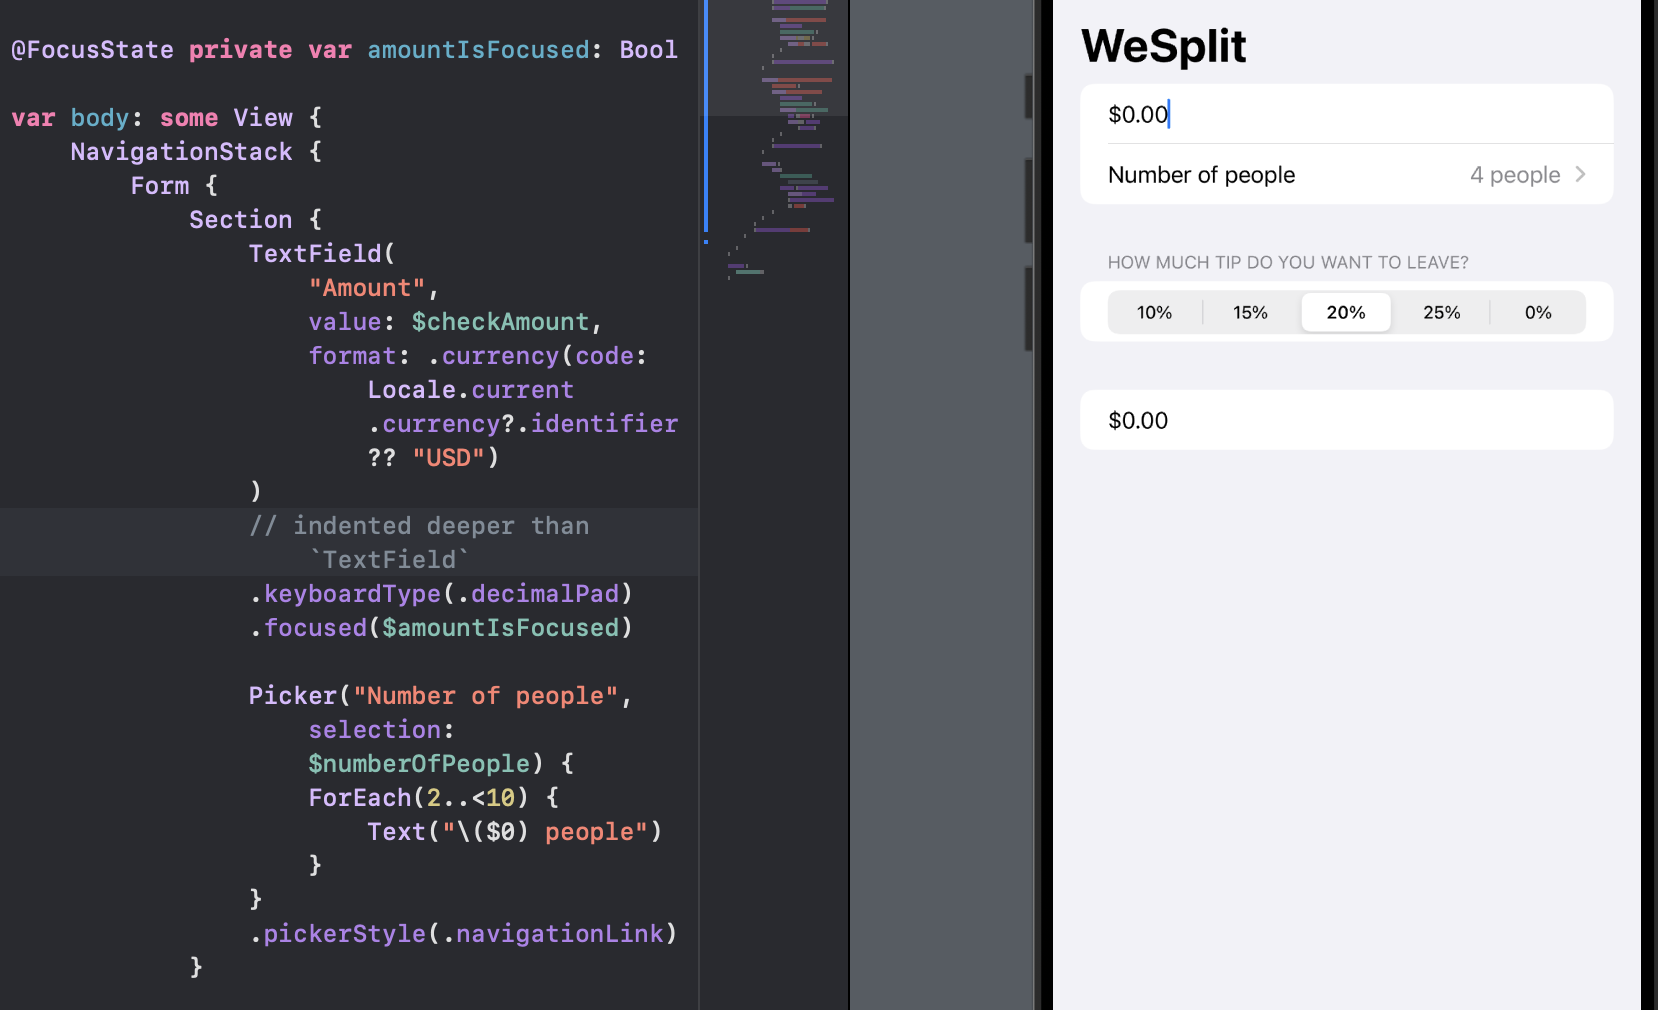 @FocusState private var amountIsFocused: Bool
var body: some View {
NavigationStack {
Form {
Section {
TextField(
"Amount",
value: $checkAmount,
format: .currency(code:
Locale.current
.currency?.identifier
?? "USD")
)
// indented deeper than
`TextField`
.keyboardType(.decimalPad)
.focused($amountIsFocused)
Picker("Number of people",
selection:
$numberOfPeople) {
ForEach(2..<10) {
Text("\($0) people")
}
}
.pickerStyle(.navigationLink)
}
WeSplit
$0.00
Number of people 4 people
HOW MUCH TIP DO YOU WANT TO LEAVE?
10% 15% 20% 25% 0%
$0.00